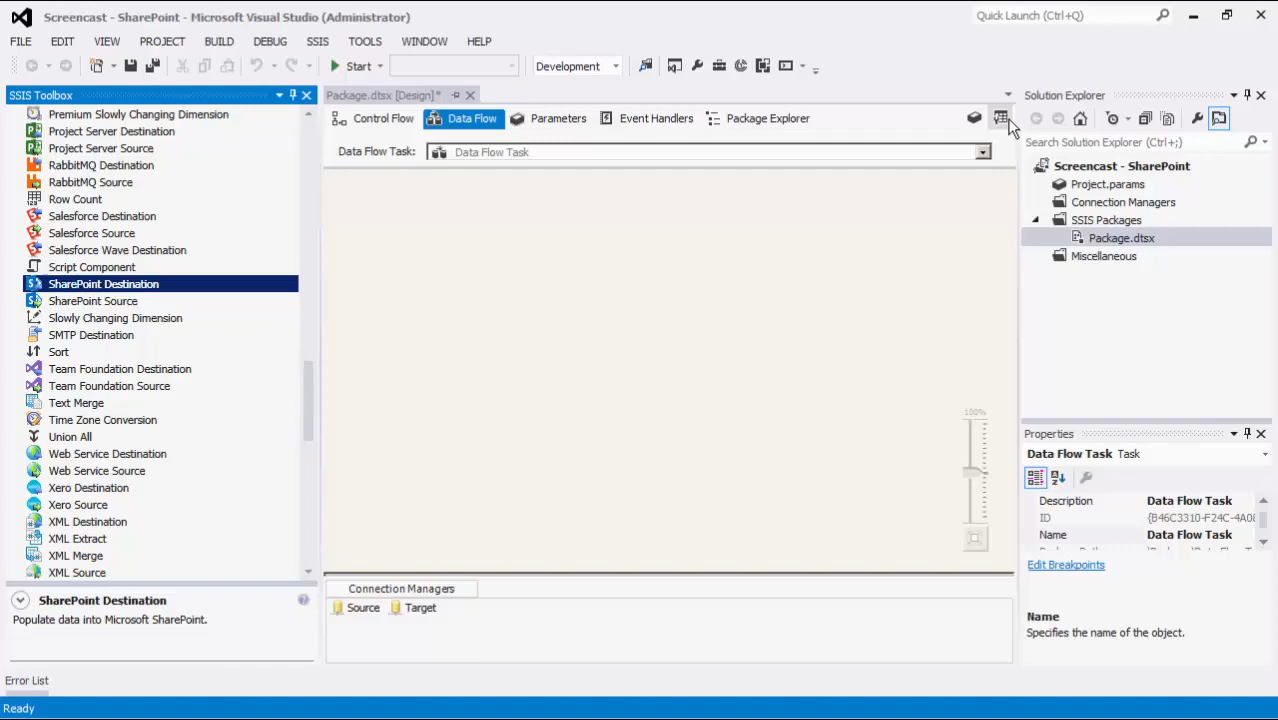 Screencast - SharePoint - Microsoft Visual Studio (Administrator)
Quick Launch (Ctrl+Q)
FILE EDIT VIEW PROJECT BUILD DEBUG SSIS TOOLS WINDOW HELP
Start Development
SSIS Toolbox
Premium Slowly Changing Dimension
Project Server Destination
Project Server Source
RabbitMQ Destination
RabbitMQ Source
Row Count
Salesforce Destination
Salesforce Source
Salesforce Wave Destination
Script Component
SharePoint Destination
SharePoint Source
Slowly Changing Dimension
SMTP Destination
Sort
Team Foundation Destination
Team Foundation Source
Text Merge
Time Zone Conversion
Union All
Web Service Destination
Web Service Source
Xero Destination
Xero Source
XML Destination
XML Extract
XML Merge
XML Source
SharePoint Destination
Populate data into Microsoft SharePoint.
Package.dtsx [Design]*
Control Flow Data Flow Parameters Event Handlers Package Explorer
Data Flow Task: Data Flow Task
100%
Connection Managers
Source Target
Solution Explorer
Search Solution Explorer (Ctrl+;)
Screencast - SharePoint
Project.params
Connection Managers
SSIS Packages
Package.dtsx
Miscellaneous
Properties
Data Flow Task Task
Description Data Flow Task
ID {B46C3310-F24C-4A08
Name Data Flow Task
Edit Breakpoints
Name
Specifies the name of the object.
Error List
Ready